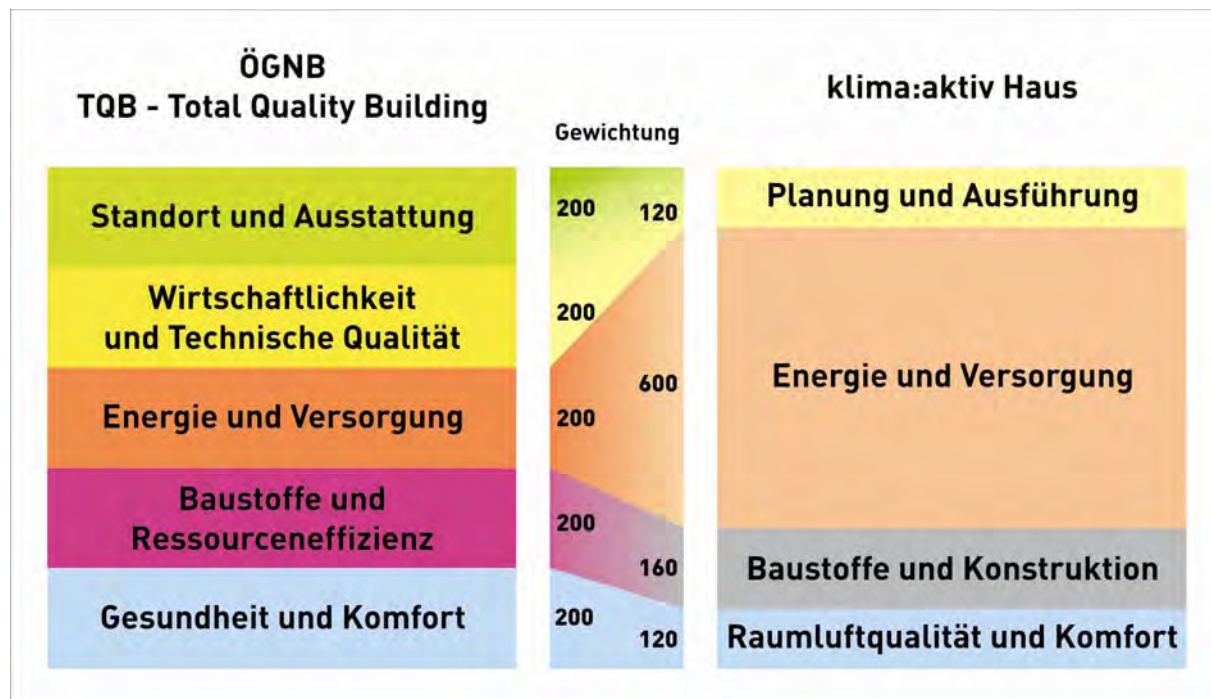 ÖGNB
TQB - Total Quality Building
Gewichtung
klima:aktiv Haus
Standort und Ausstattung
Wirtschaftlichkeit
und Technische Qualität
Energie und Versorgung
Baustoffe und
Ressourceneffizienz
Gesundheit und Komfort
200
200
200
200
200
120
600
160
120
Planung und Ausführung
Energie und Versorgung
Baustoffe und Konstruktion
Raumluftqualität und Komfort